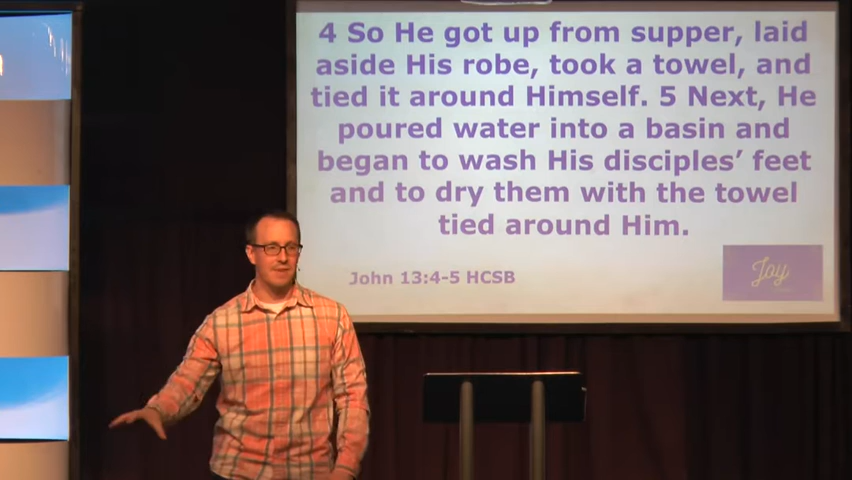 4 So He got up from supper, laid
aside His robe, took a towel, and
tied it around Himself. 5 Next, He
poured water into a basin and
began to wash His disciples’ feet
and to dry them with the towel
tied around Him.
John 13:4-5 HCSB
Joy